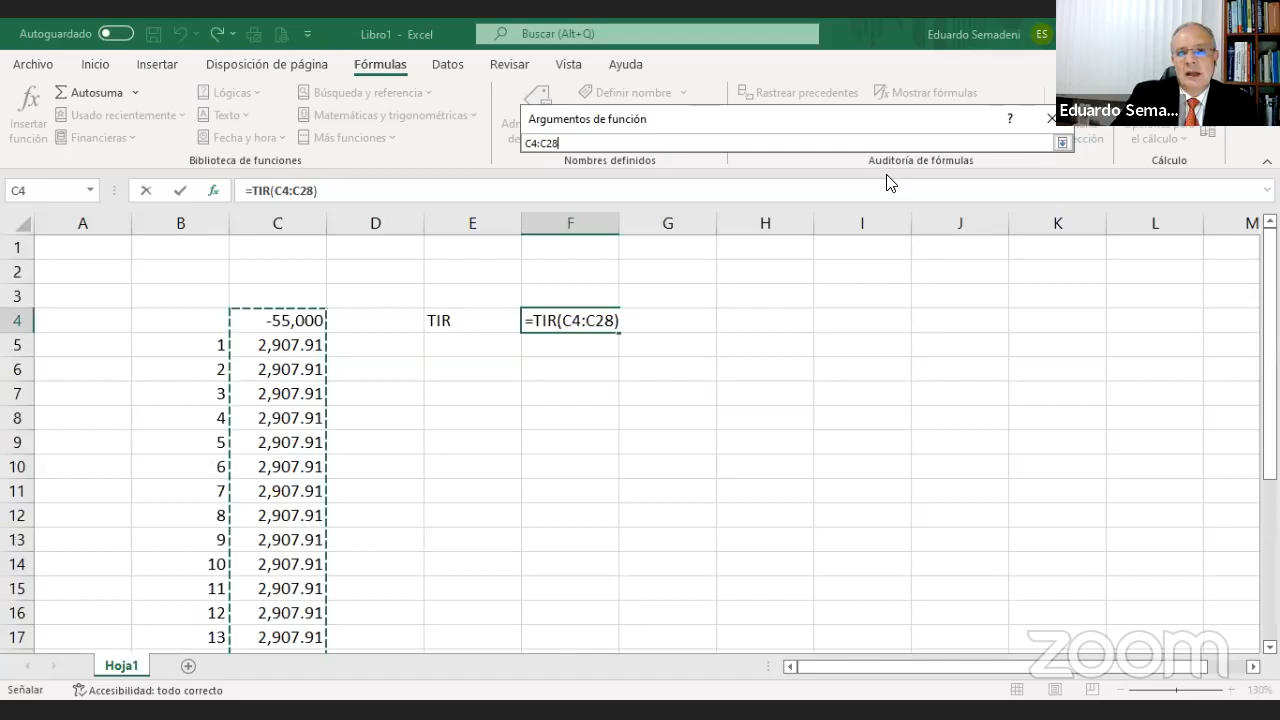 Autoguardado
Libro1 - Excel
Buscar (Alt+Q)
Eduardo Semadeni
ES
Archivo Inicio Insertar Disposición de página Fórmulas Datos Revisar Vista Ayuda
fx
Insertar
función
Autosuma
Usado recientemente
Financieras
Lógicas
Texto
Fecha y hora
Búsqueda y referencia
Matemáticas y trigonométricas
Más funciones
Biblioteca de funciones
Definir nombre
Nombres definidos
Rastrear precedentes
Mostrar fórmulas
Auditoría de fórmulas
el cálculo
Cálculo
Argumentos de función
?
C4:C28
Eduardo Sema...
C4
fx
=TIR(C4:C28)
A B C D E F G H I J K L M
1
2
3
4 -55,000 TIR =TIR(C4:C28)
5 1 2,907.91
6 2 2,907.91
7 3 2,907.91
8 4 2,907.91
9 5 2,907.91
10 6 2,907.91
11 7 2,907.91
12 8 2,907.91
13 9 2,907.91
14 10 2,907.91
15 11 2,907.91
16 12 2,907.91
17 13 2,907.91
zoom
Hoja1
Señalar
Accesibilidad: todo correcto
130%